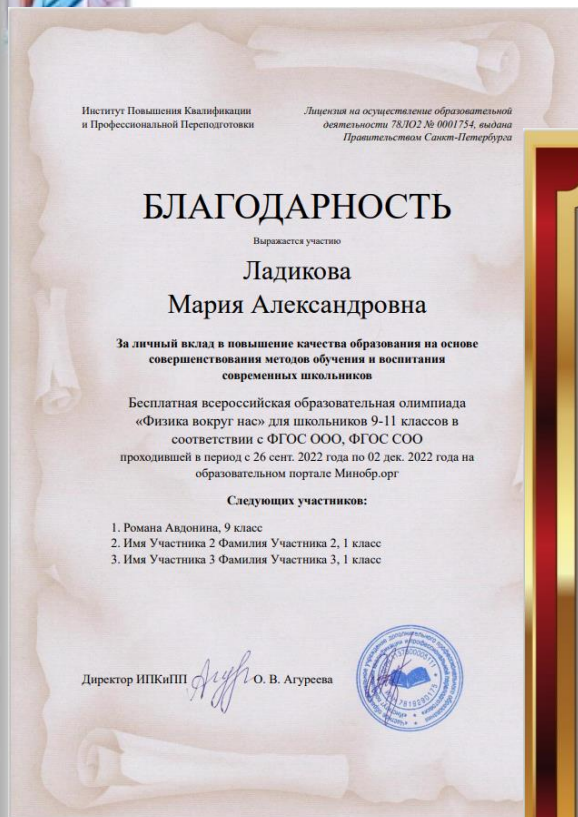 Институт Повышения Квалификации
и Профессиональной Переподготовки
Лицензия на осуществление образовательной
деятельности 78ЛО2 № 0001754, выдана
Правительством Санкт-Петербурга
БЛАГОДАРНОСТЬ
Выражается участию
Ладикова
Мария Александровна
За личный вклад в повышение качества образования на основе
совершенствования методов обучения и воспитания
современных школьников
Бесплатная всероссийская образовательная олимпиада
«Физика вокруг нас» для школьников 9-11 классов в
соответствии с ФГОС ООО, ФГОС СОО
проходившей в период с 26 сент. 2022 года по 02 дек. 2022 года на
образовательном портале Минобр.орг
Следующих участников:
1. Романа Авдонина, 9 класс
2. Имя Участника 2 Фамилия Участника 2, 1 класс
3. Имя Участника 3 Фамилия Участника 3, 1 класс
Директор ИПКиПП О. В. Агуреева